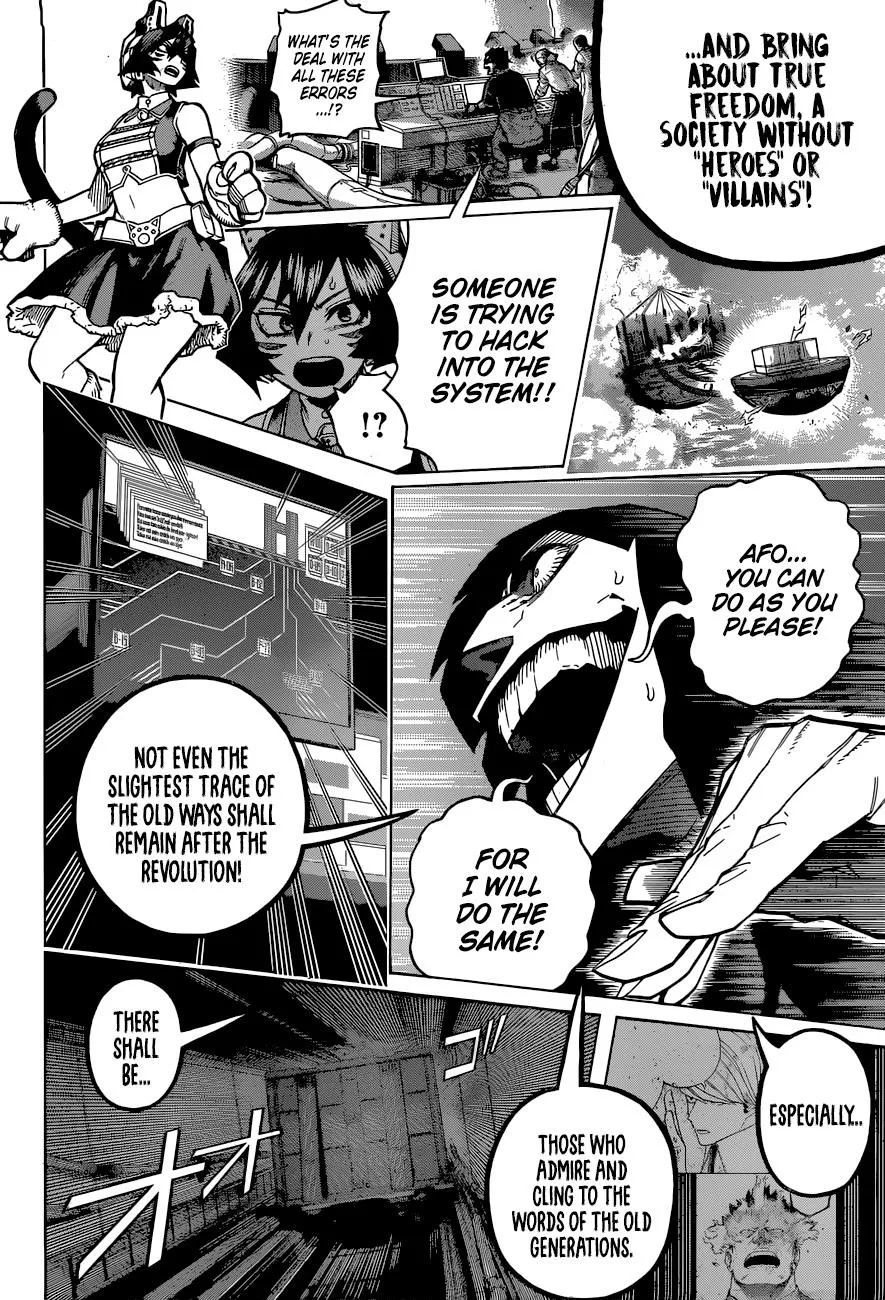 ...AND BRING
ABOUT TRUE
FREEDOM, A
SOCIETY WITHOUT
"HEROES" OR
"VILLAINS"!
WHAT'S THE
DEAL WITH
ALL THESE
ERRORS
...!?
SOMEONE
IS TRYING
TO HACK
INTO THE
SYSTEM!!
!?
AFO...
YOU CAN
DO AS YOU
PLEASE!
FOR
I WILL
DO THE
SAME!
H
NOT EVEN THE
SLIGHTEST TRACE OF
THE OLD WAYS SHALL
REMAIN AFTER THE
REVOLUTION!
ESPECIALLY...
THOSE WHO
ADMIRE AND
CLING TO THE
WORDS OF THE OLD
GENERATIONS.
THERE
SHALL
BE...
ゴオオオ